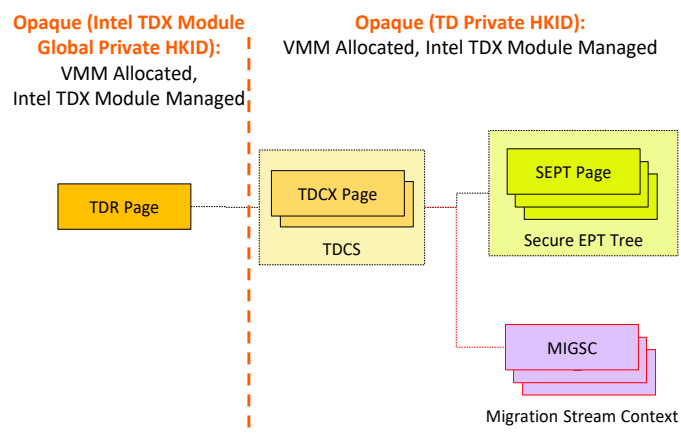 Opaque (Intel TDX Module
Global Private HKID):
VMM Allocated,
Intel TDX Module Managed
Opaque (TD Private HKID):
VMM Allocated, Intel TDX Module Managed
TDR Page
TDCX Page
TDCS
SEPT Page
Secure EPT Tree
MIGSC
Migration Stream Context